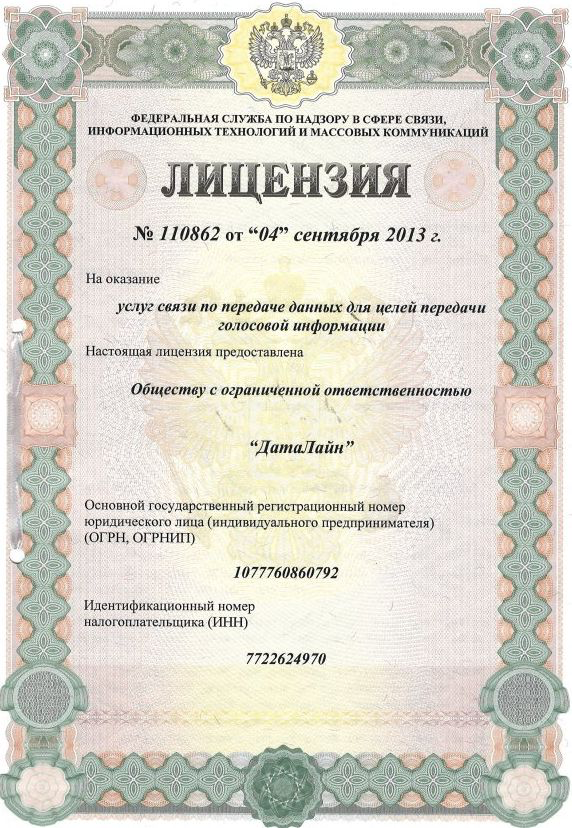 ФЕДЕРАЛЬНАЯ СЛУЖБА ПО НАДЗОРУ В СФЕРЕ СВЯЗИ,
ИНФОРМАЦИОННЫХ ТЕХНОЛОГИЙ И МАССОВЫХ КОММУНИКАЦИЙ
ЛИЦЕНЗИЯ
№ 110862 от “04” сентября 2013 г.
На оказание
услуг связи по передаче данных для целей передачи
голосовой информации
Настоящая лицензия предоставлена
Обществу с ограниченной ответственностью
“ДатаЛайн”
Основной государственный регистрационный номер
юридического лица (индивидуального предпринимателя)
(ОГРН, ОГРНИП)
1077760860792
Идентификационный номер
налогоплательщика (ИНН)
7722624970